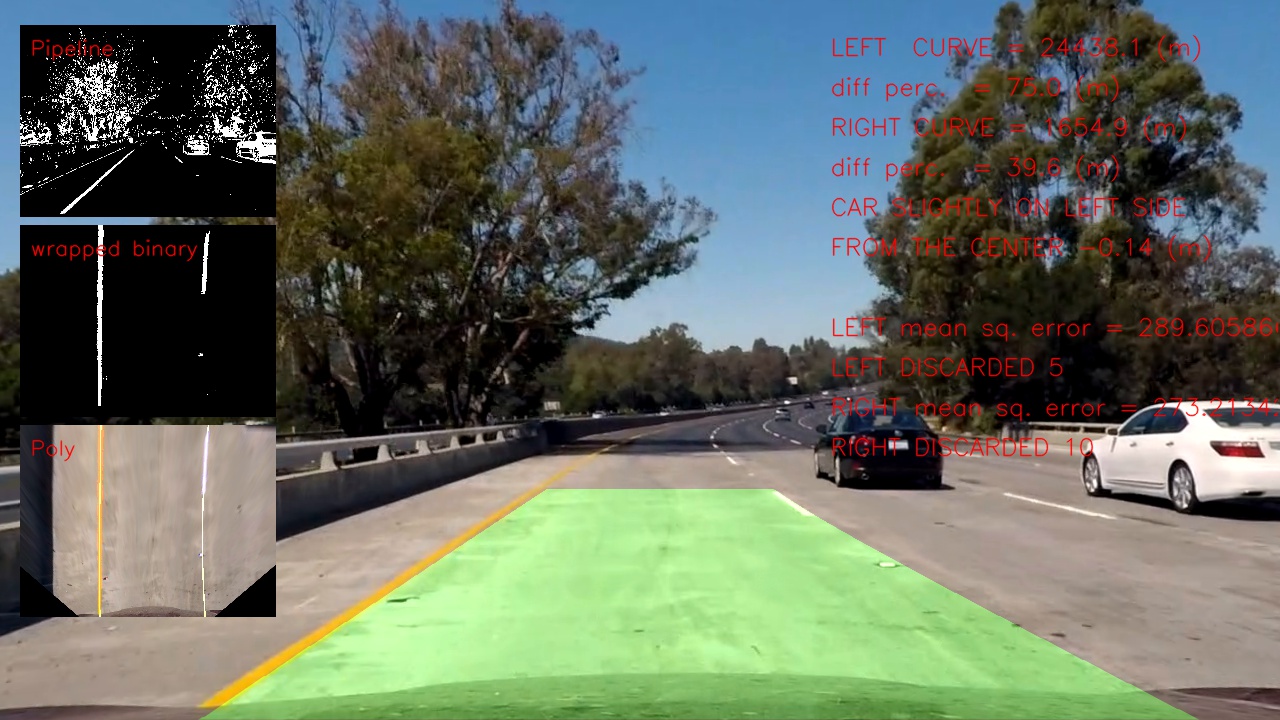 Pipeline
wrapped binary
Poly
LEFT CURVE = 24438.1 (m)
diff perc. = 75.0 (m)
RIGHT CURVE = 1654.9 (m)
diff perc. = 39.6 (m)
CAR SLIGHTLY ON LEFT SIDE
FROM THE CENTER -0.14 (m)
LEFT mean sq. error = 289.605860
LEFT DISCARDED 5
RIGHT mean sq. error = 273.2134
RIGHT DISCARDED 10